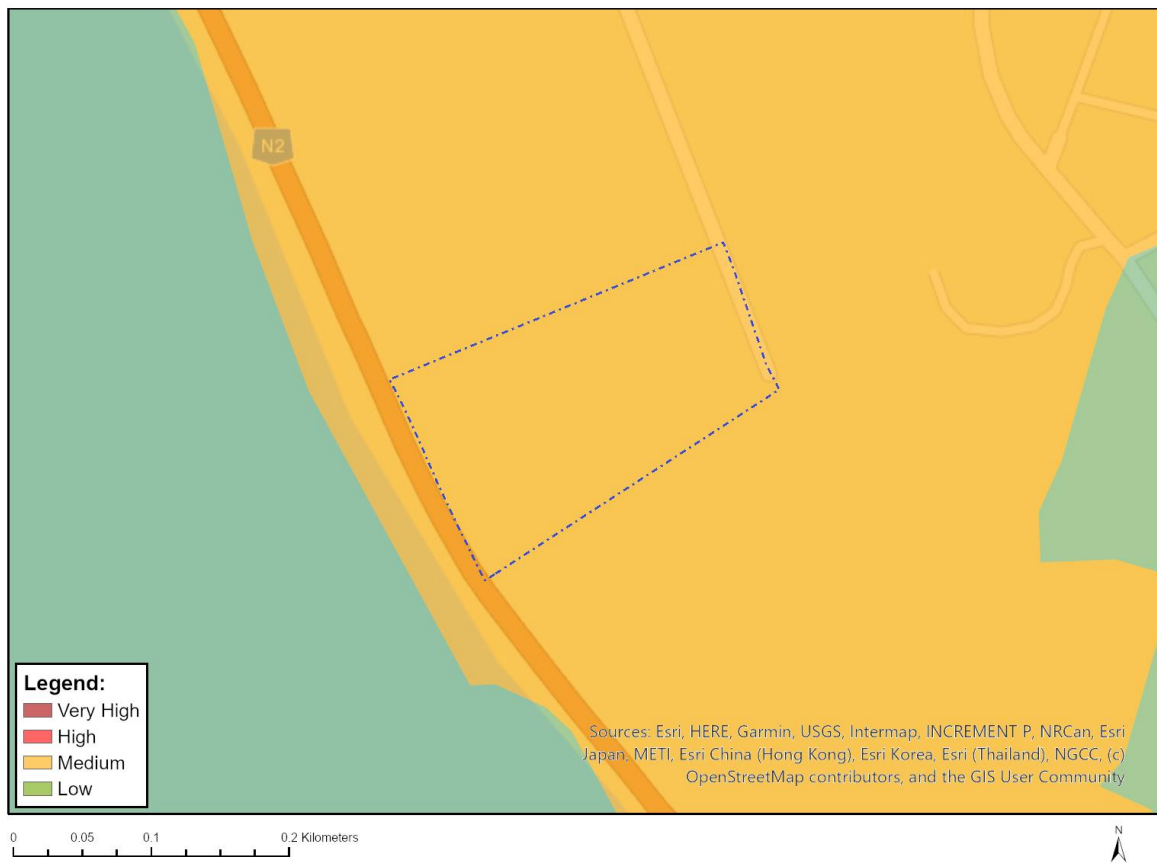 N2
Legend:
Very High
High
Medium
Low
Sources: Esri, HERE, Garmin, USGS, Intermap, INCREMENT P, NRCan, Esri
Japan, METI, Esri China (Hong Kong), Esri Korea, Esri (Thailand), NGCC, (c)
OpenStreetMap contributors, and the GIS User Community
0 0.05 0.1 0.2 Kilometers
N